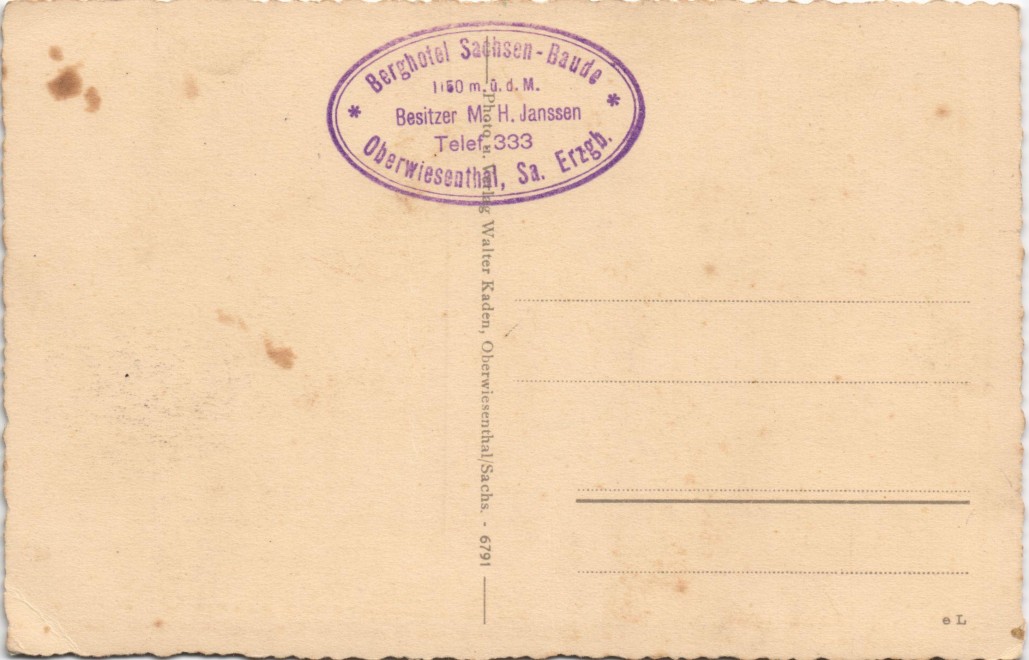 Berghotel Sachsen-Baude
1150 m. ü. d. M.
* Besitzer M. H. Janssen *
Telef. 333
Oberwiesenthal, Sa. Erzgb.
Photo u. Verlag Walter Kaden, Oberwiesenthal/Sachs. - 6791
e L